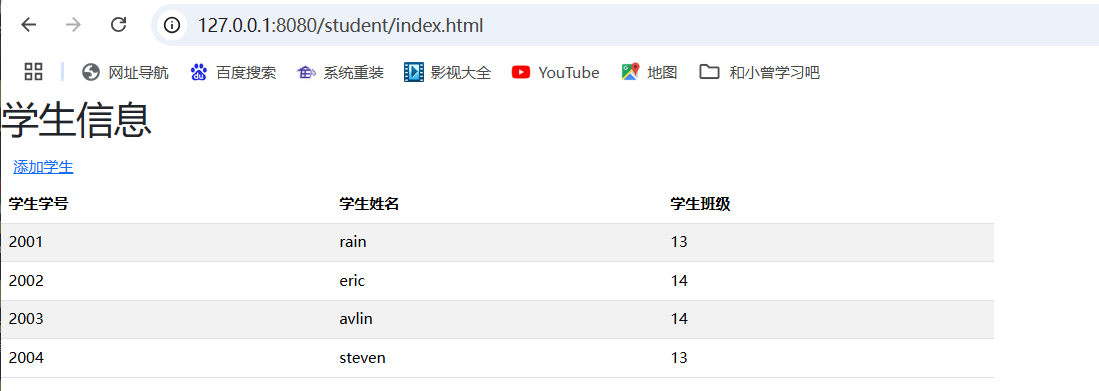 127.0.0.1:8080/student/index.html
网址导航 百度搜索 系统重装 影视大全 YouTube 地图 和小曾学习吧
学生信息
添加学生
学生学号 学生姓名 学生班级
2001 rain 13
2002 eric 14
2003 avlin 14
2004 steven 13